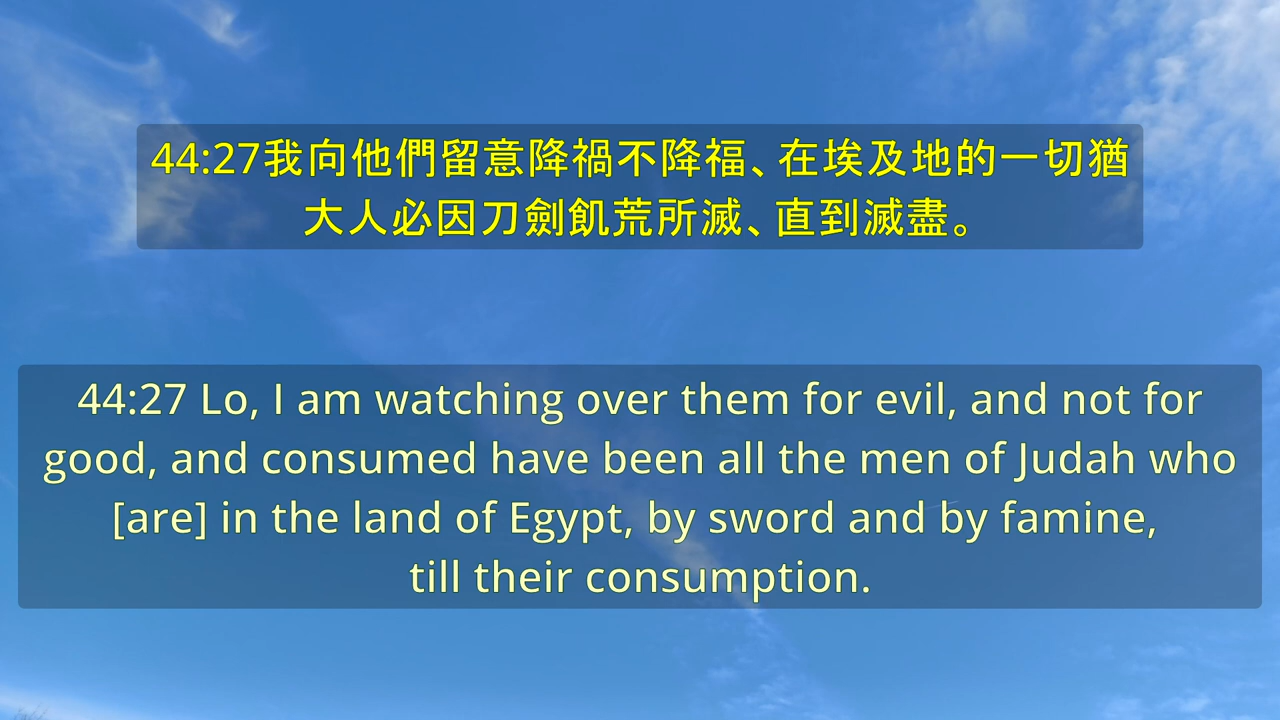 44:27我向他們留意降禍不降福、在埃及地的一切猶
大人必因刀劍飢荒所滅、直到滅盡。
44:27 Lo, I am watching over them for evil, and not for
good, and consumed have been all the men of Judah who
[are] in the land of Egypt, by sword and by famine,
till their consumption.